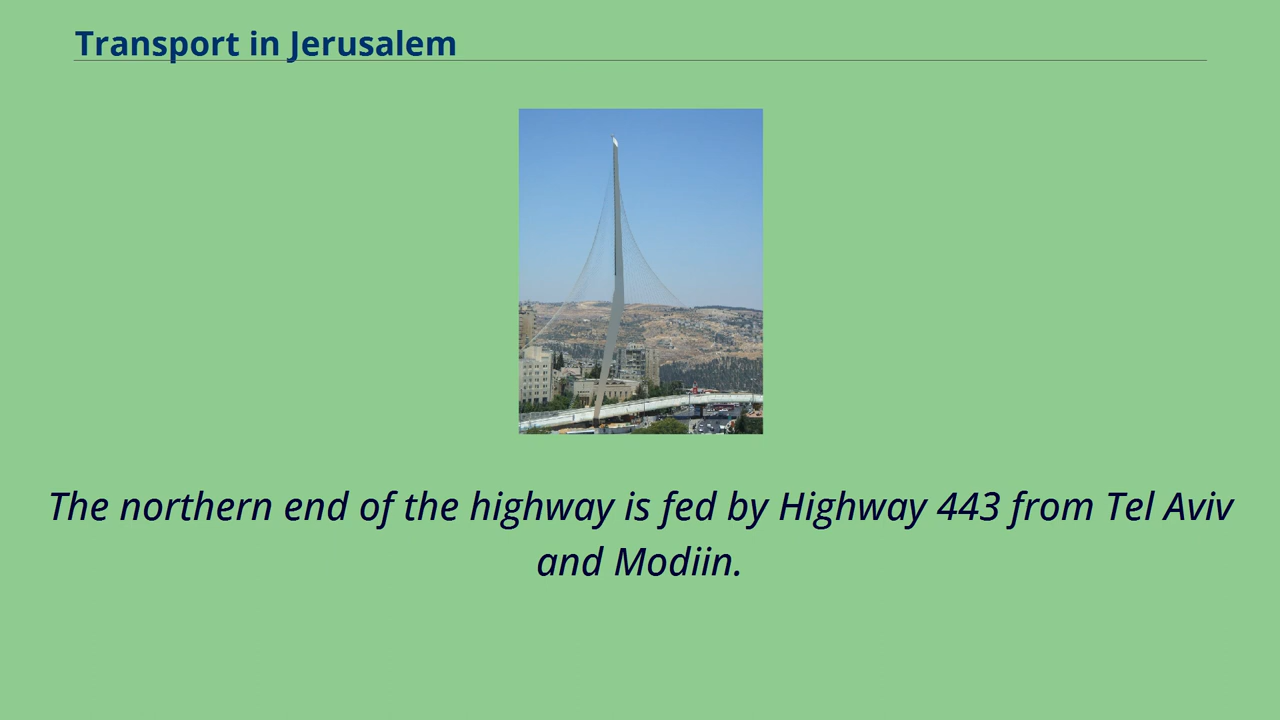 Transport in Jerusalem
The northern end of the highway is fed by Highway 443 from Tel Aviv
and Modiin.